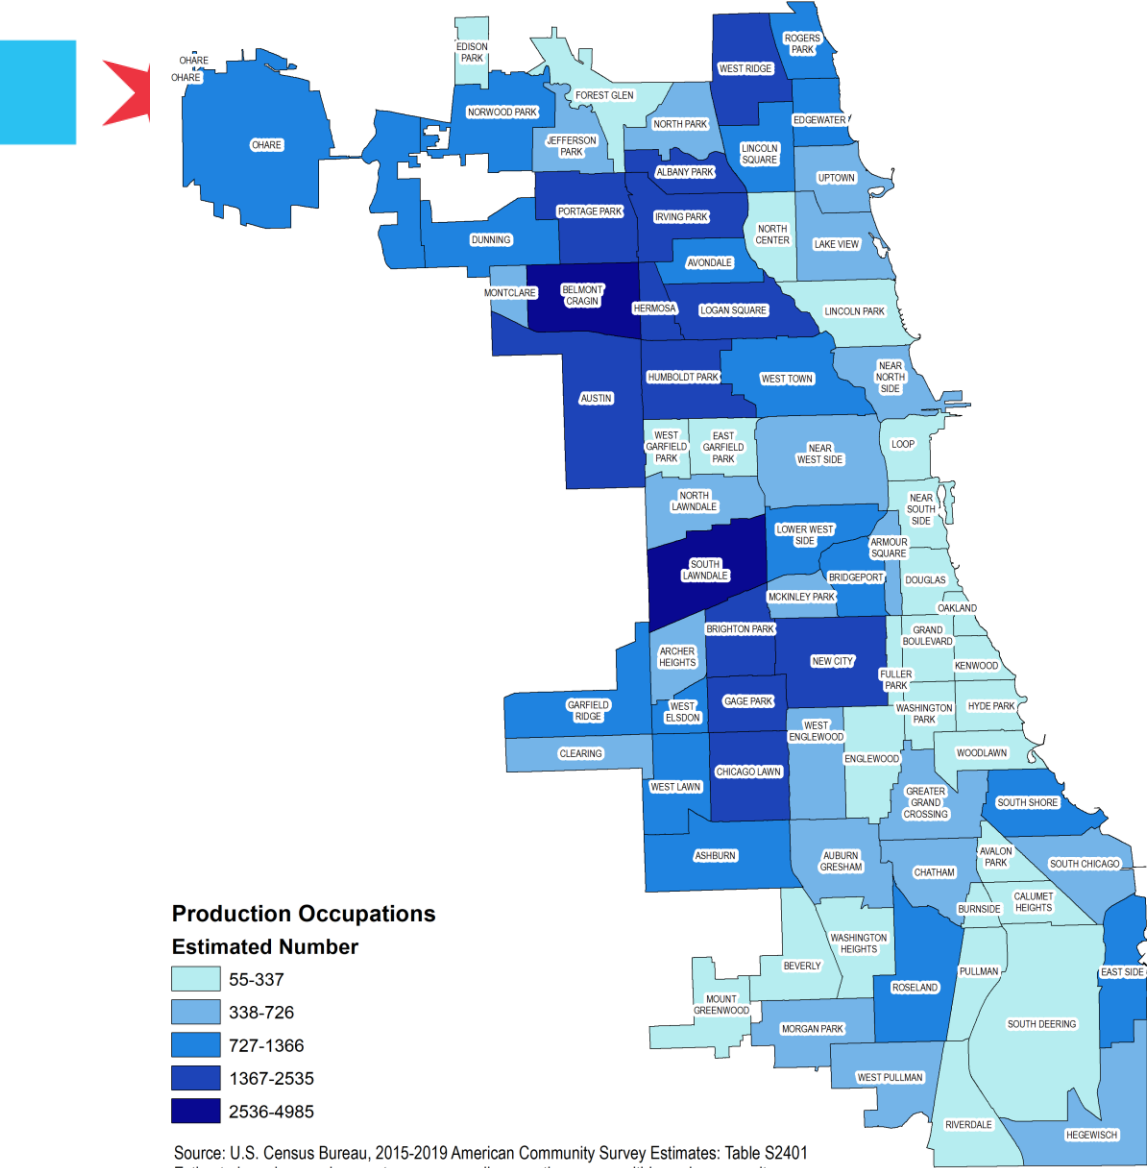 OHARE
OHARE
OHARE
EDISON
PARK
NORWOOD PARK
FOREST GLEN
JEFFERSON
PARK
NORTH PARK
WEST RIDGE
ROGERS
PARK
EDGEWATER
LINCOLN
SQUARE
UPTOWN
ALBANY PARK
PORTAGE PARK
IRVING PARK
NORTH
CENTER
LAKE VIEW
DUNNING
AVONDALE
MONTCLARE
BELMONT
CRAGIN
HERMOSA
LOGAN SQUARE
LINCOLN PARK
AUSTIN
HUMBOLDT PARK
WEST TOWN
NEAR
NORTH
SIDE
WEST
GARFIELD
PARK
EAST
GARFIELD
PARK
NEAR
WEST SIDE
LOOP
NORTH
LAWNDALE
NEAR
SOUTH
SIDE
LOWER WEST
SIDE
ARMOUR
SQUARE
SOUTH
LAWNDALE
BRIDGEPORT
DOUGLAS
MCKINLEY PARK
OAKLAND
BRIGHTON PARK
GRAND
BOULEVARD
ARCHER
HEIGHTS
NEW CITY
KENWOOD
FULLER
PARK
GARFIELD
RIDGE
WEST
ELSDON
GAGE PARK
WASHINGTON
PARK
HYDE PARK
WEST
ENGLEWOOD
CLEARING
ENGLEWOOD
WOODLAWN
WEST LAWN
CHICAGO LAWN
GREATER
GRAND
CROSSING
SOUTH SHORE
ASHBURN
AUBURN
GRESHAM
CHATHAM
AVALON
PARK
SOUTH CHICAGO
BURNSIDE
CALUMET
HEIGHTS
WASHINGTON
HEIGHTS
BEVERLY
PULLMAN
EAST SIDE
ROSELAND
MOUNT
GREENWOOD
MORGAN PARK
SOUTH DEERING
WEST PULLMAN
RIVERDALE
HEGEWISCH
Production Occupations
Estimated Number
55-337
338-726
727-1366
1367-2535
2536-4985
Source: U.S. Census Bureau, 2015-2019 American Community Survey Estimates: Table S2401